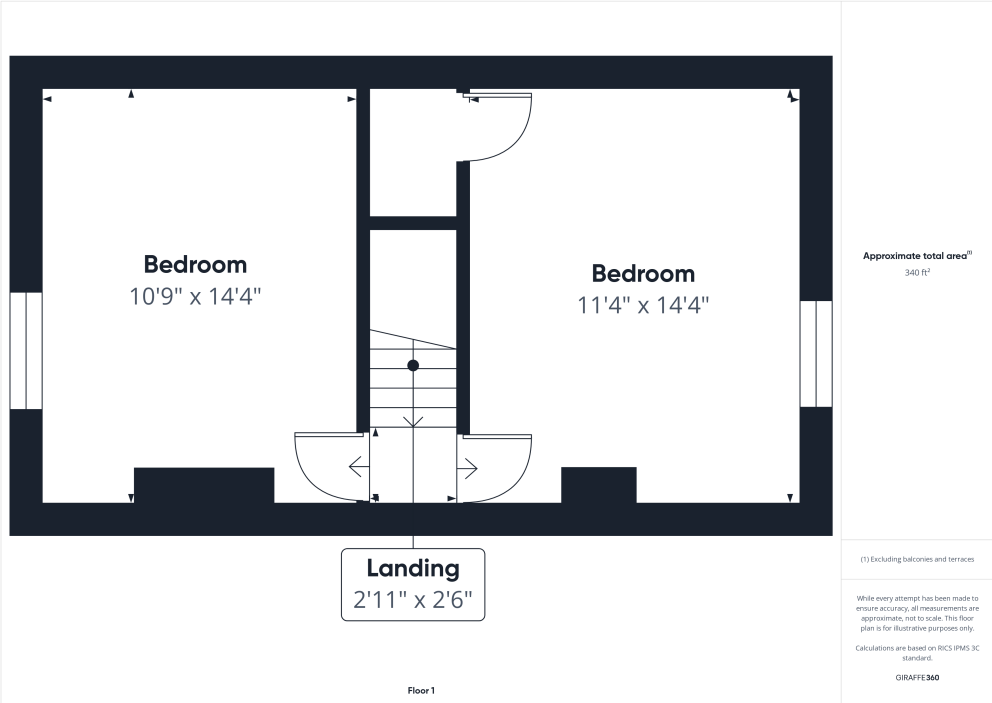 Bedroom
10'9" x 14'4"
Bedroom
11'4" x 14'4"
Landing
2'11" x 2'6"
Floor 1
Approximate total area(1)
340 ft²
(1) Excluding balconies and terraces
While every attempt has been made to
ensure accuracy, all measurements are
approximate, not to scale. This floor
plan is for illustrative purposes only.
Calculations are based on RICS IPMS 3C
standard.
GIRAFFE360